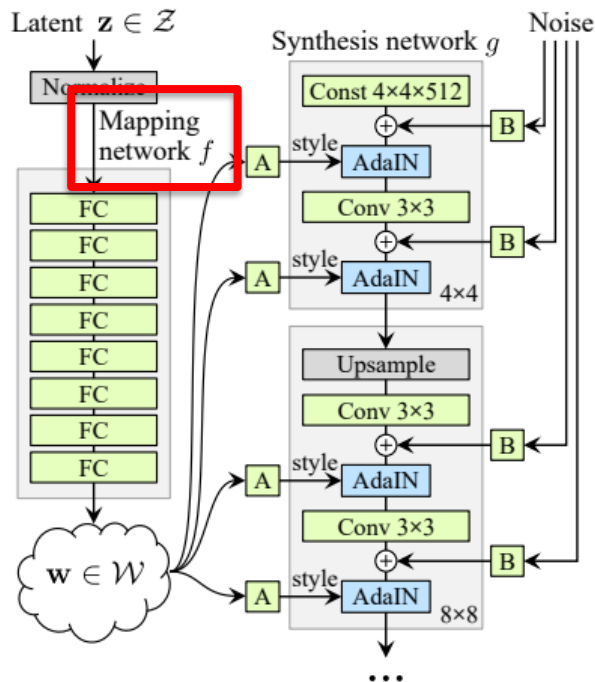 Latent z ∈ Z
Normalize
Mapping
network f
FC
FC
FC
FC
FC
FC
FC
FC
w ∈ W
Synthesis network g
Noise
Const 4×4×512
B
A
style
AdaIN
Conv 3×3
B
A
style
AdaIN
4×4
Upsample
Conv 3×3
B
A
style
AdaIN
Conv 3×3
B
A
style
AdaIN
8×8
...